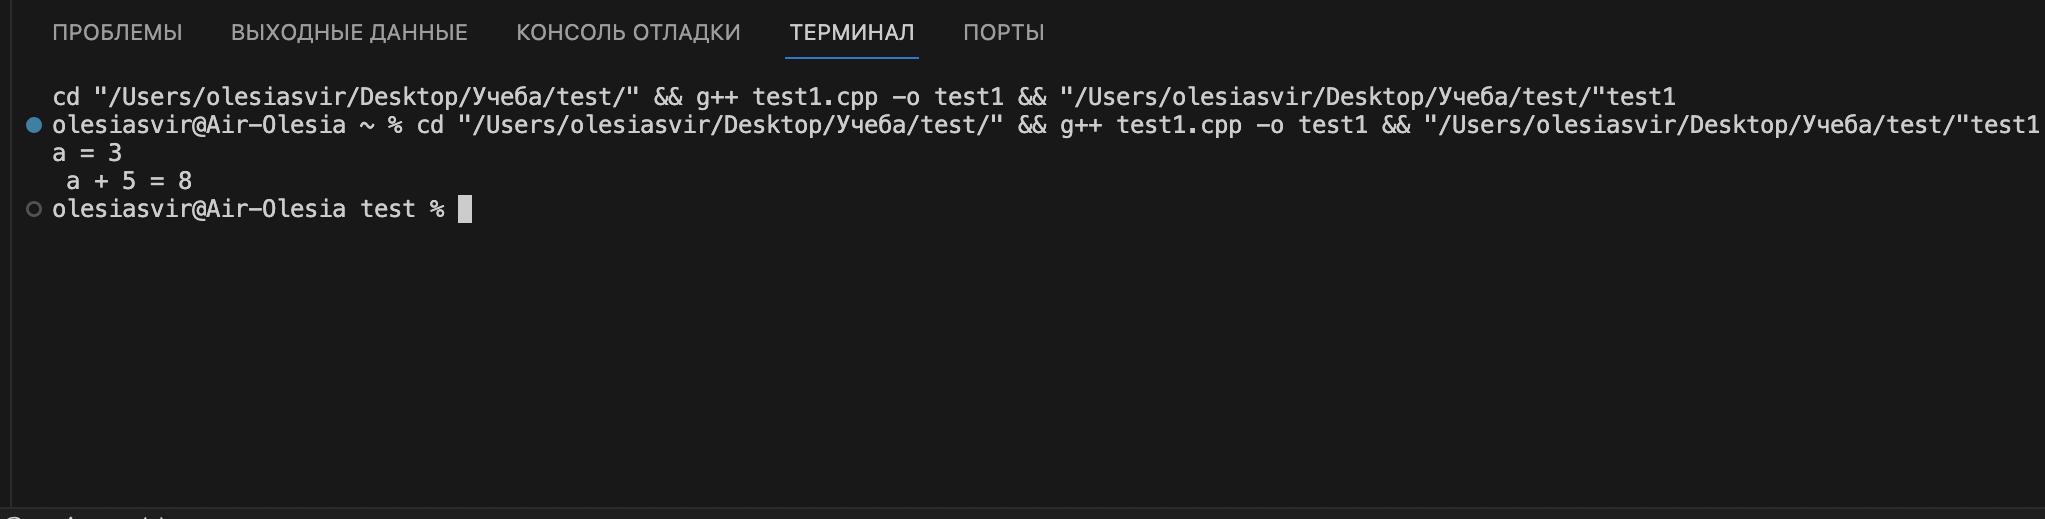 ПРОБЛЕМЫ ВЫХОДНЫЕ ДАННЫЕ КОНСОЛЬ ОТЛАДКИ ТЕРМИНАЛ ПОРТЫ
cd "/Users/olesiasvir/Desktop/Учеба/test/" && g++ test1.cpp -o test1 && "/Users/olesiasvir/Desktop/Учеба/test/"test1
olesiasvir@Air-Olesia ~ % cd "/Users/olesiasvir/Desktop/Учеба/test/" && g++ test1.cpp -o test1 && "/Users/olesiasvir/Desktop/Учеба/test/"test1
a = 3
 a + 5 = 8
olesiasvir@Air-Olesia test %